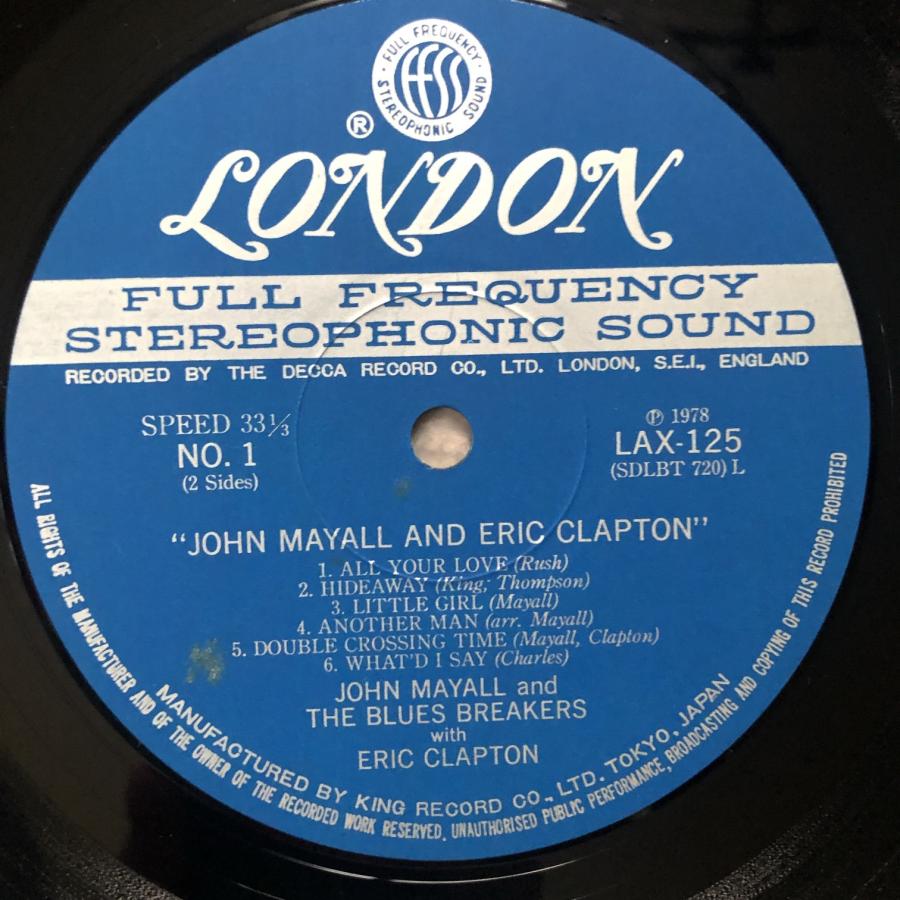 FULL FREQUENCY
FFSS
STEREOPHONIC SOUND
®
LONDON
FULL FREQUENCY
STEREOPHONIC SOUND
RECORDED BY THE DECCA RECORD CO., LTD. LONDON, S.E.I., ENGLAND
SPEED 33⅓
NO. 1
(2 Sides)
℗ 1978
LAX-125
(SDLBT 720) L
"JOHN MAYALL AND ERIC CLAPTON"
1. ALL YOUR LOVE (Rush)
2. HIDEAWAY (King; Thompson)
3. LITTLE GIRL (Mayall)
4. ANOTHER MAN (arr. Mayall)
5. DOUBLE CROSSING TIME (Mayall, Clapton)
6. WHAT'D I SAY (Charles)
JOHN MAYALL and
THE BLUES BREAKERS
with
ERIC CLAPTON
MANUFACTURED BY KING RECORD CO., LTD. TOKYO, JAPAN
ALL RIGHTS OF THE MANUFACTURER AND OF THE OWNER OF THE RECORDED WORK RESERVED. UNAUTHORISED PUBLIC PERFORMANCE, BROADCASTING AND COPYING OF THIS RECORD PROHIBITED